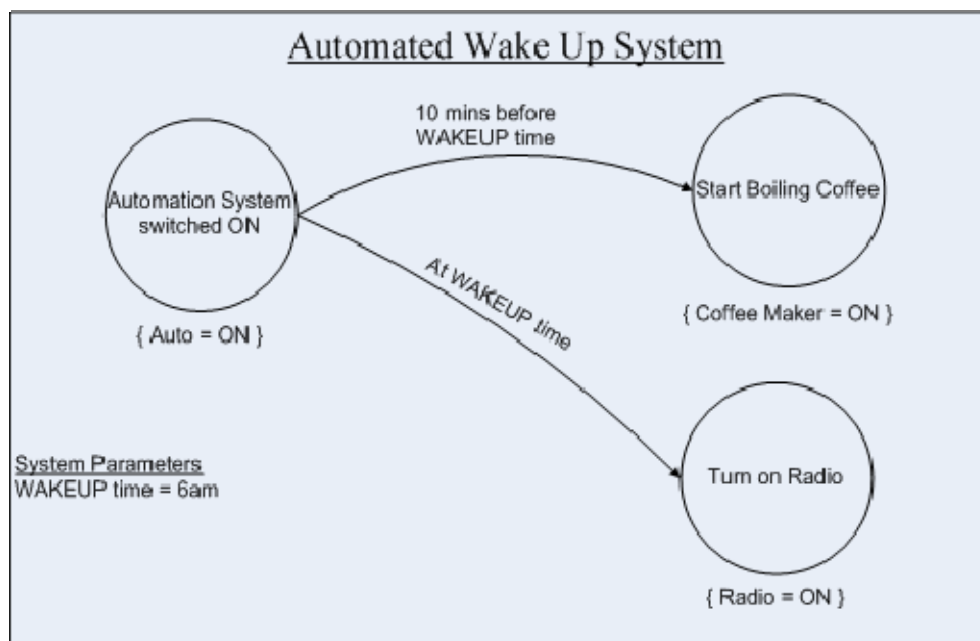 Automated Wake Up System
10 mins before
WAKEUP time
Automation System
switched ON
{ Auto = ON }
Start Boiling Coffee
{ Coffee Maker = ON }
At WAKEUP time
System Parameters
WAKEUP time = 6am
Turn on Radio
{ Radio = ON }